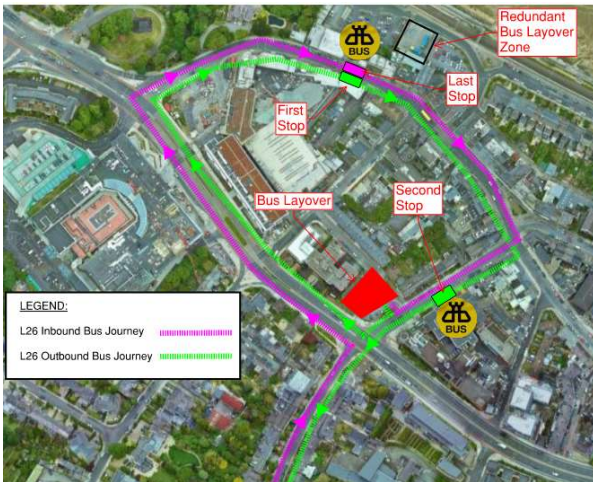 Redundant
Bus Layover
Zone
BUS
Last
Stop
First
Stop
Second
Stop
Bus Layover
BUS
LEGEND:
L26 Inbound Bus Journey
L26 Outbound Bus Journey